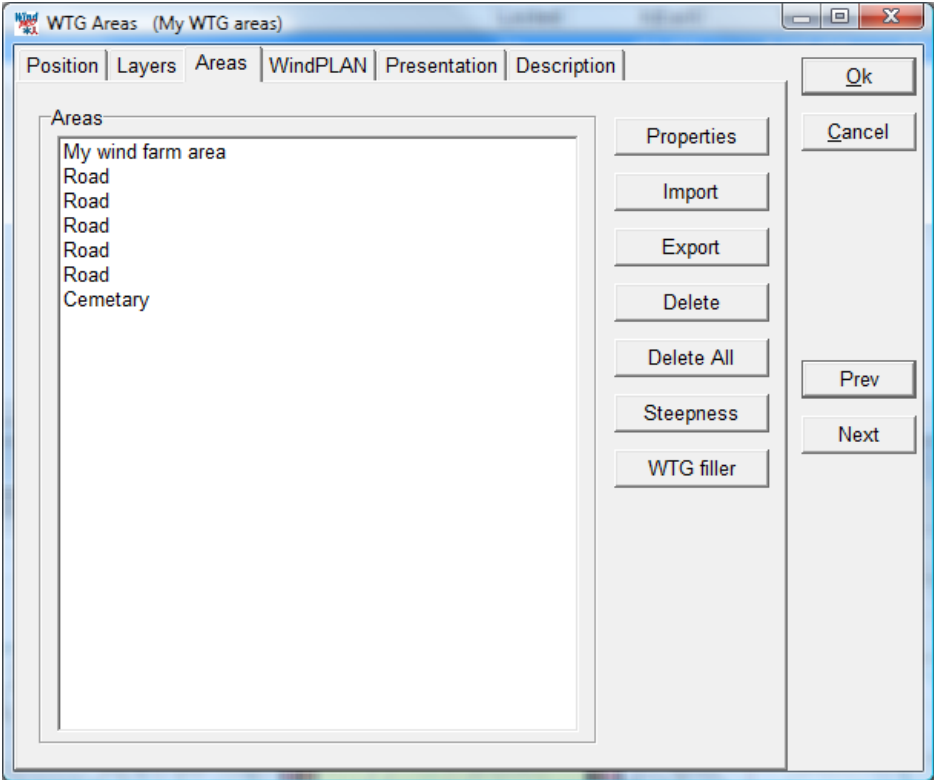 WTG Areas (My WTG areas)
Position Layers Areas WindPLAN Presentation Description
Areas
My wind farm area
Road
Road
Road
Road
Road
Cemetary
Properties
Import
Export
Delete
Delete All
Steepness
WTG filler
Ok
Cancel
Prev
Next